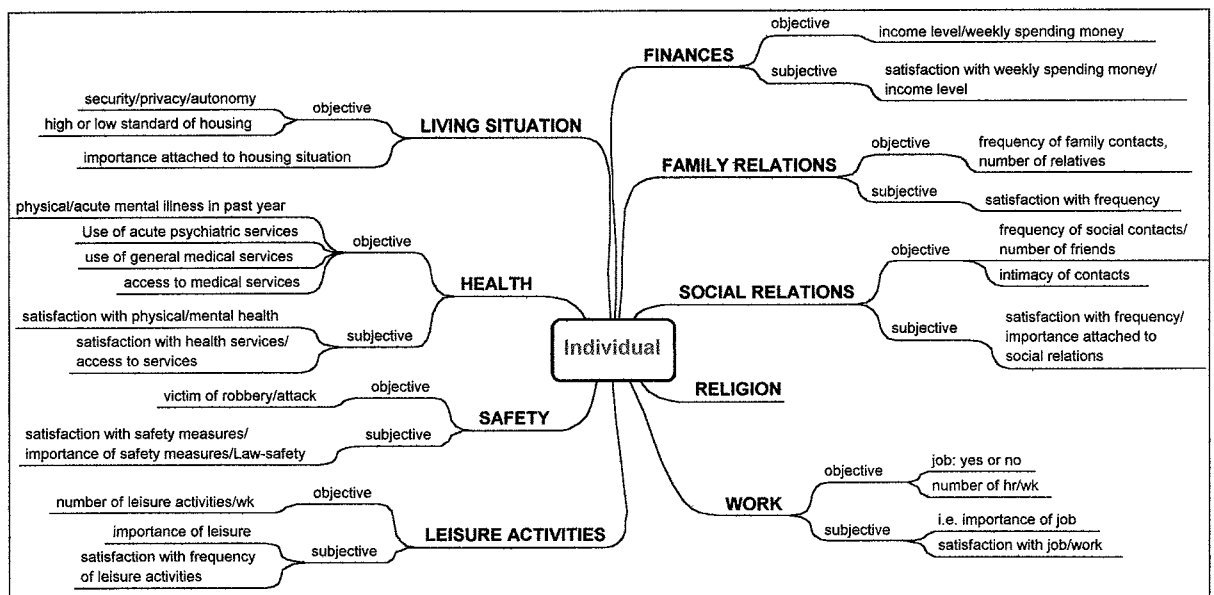 FINANCES
objective
income level/weekly spending money
subjective
satisfaction with weekly spending money/
income level
LIVING SITUATION
objective
security/privacy/autonomy
high or low standard of housing
importance attached to housing situation
FAMILY RELATIONS
objective
frequency of family contacts,
number of relatives
subjective
satisfaction with frequency
HEALTH
objective
physical/acute mental illness in past year
Use of acute psychiatric services
use of general medical services
access to medical services
subjective
satisfaction with physical/mental health
satisfaction with health services/
access to services
SOCIAL RELATIONS
objective
frequency of social contacts/
number of friends
intimacy of contacts
subjective
satisfaction with frequency/
importance attached to
social relations
Individual
RELIGION
SAFETY
objective
victim of robbery/attack
subjective
satisfaction with safety measures/
importance of safety measures/Law-safety
WORK
objective
job: yes or no
number of hr/wk
subjective
i.e. importance of job
satisfaction with job/work
LEISURE ACTIVITIES
objective
number of leisure activities/wk
subjective
importance of leisure
satisfaction with frequency
of leisure activities